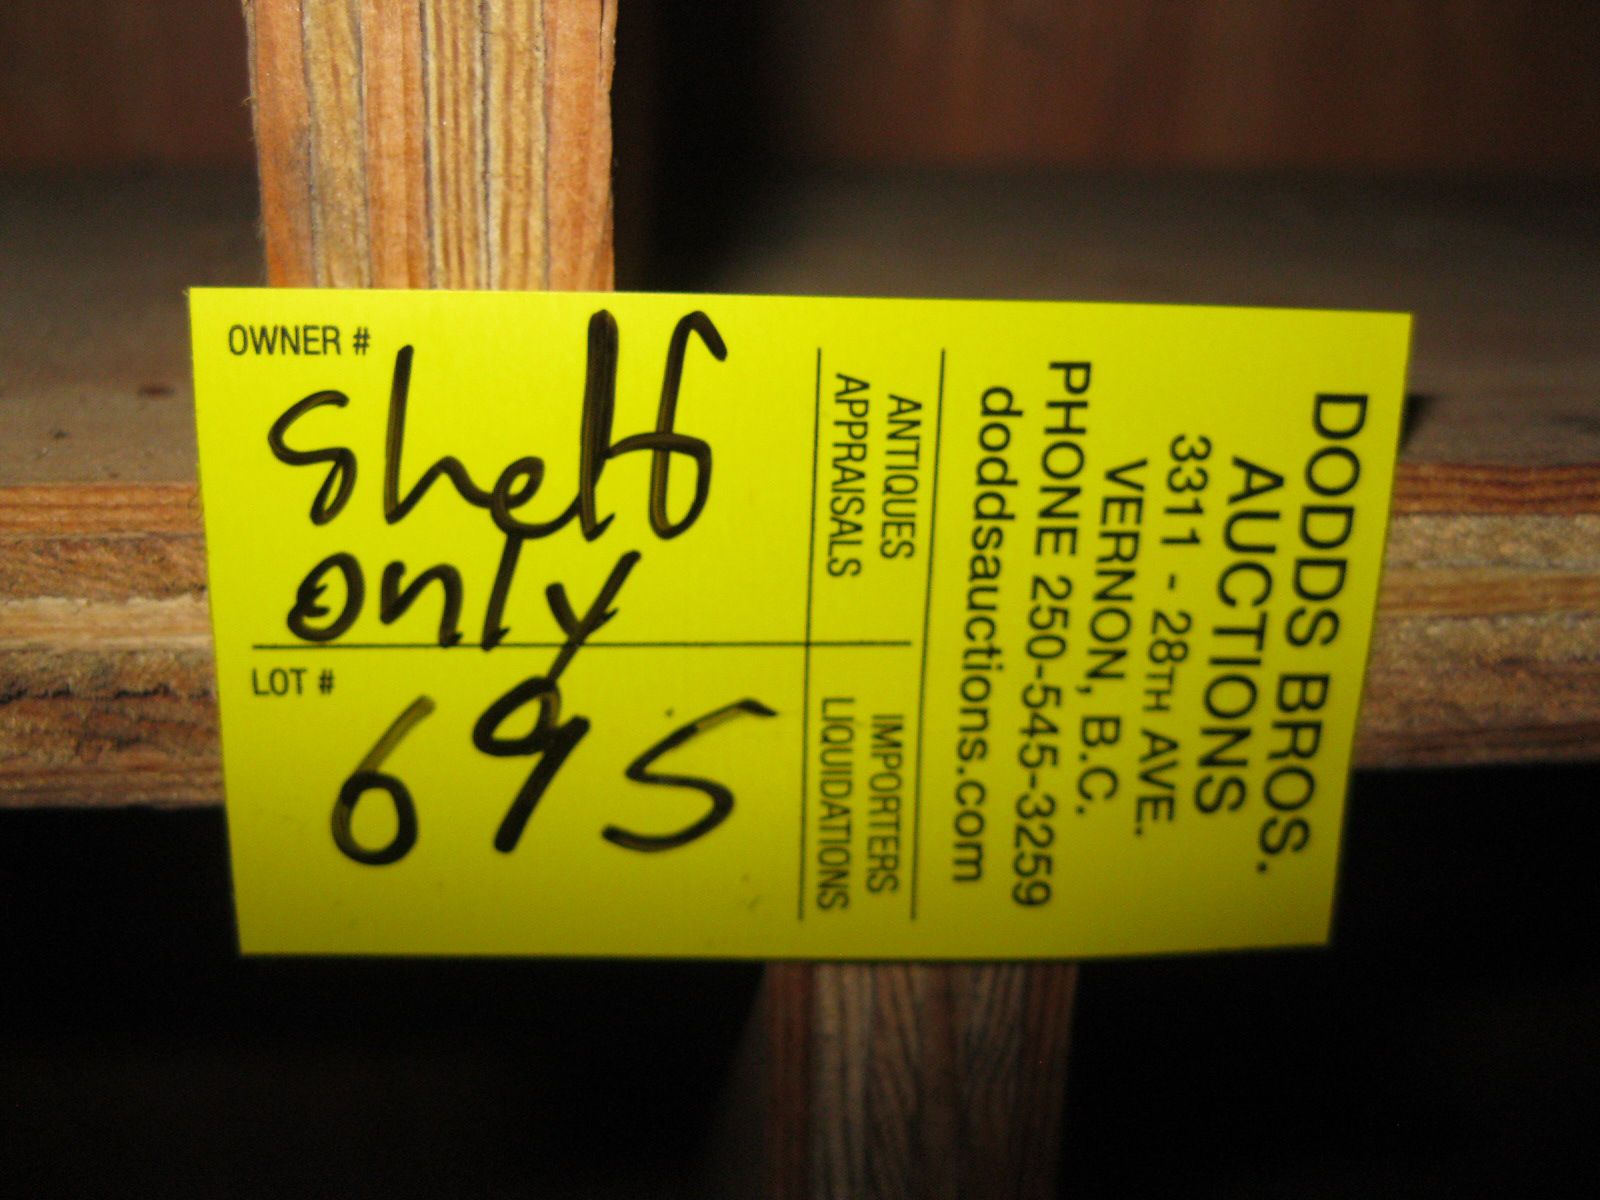 OWNER #
shelf
only
LOT #
695
DODDS BROS.
AUCTIONS
3311 - 28TH AVE.
VERNON, B.C.
PHONE 250-545-3259
doddsauctions.com
ANTIQUES
APPRAISALS
IMPORTERS
LIQUIDATIONS